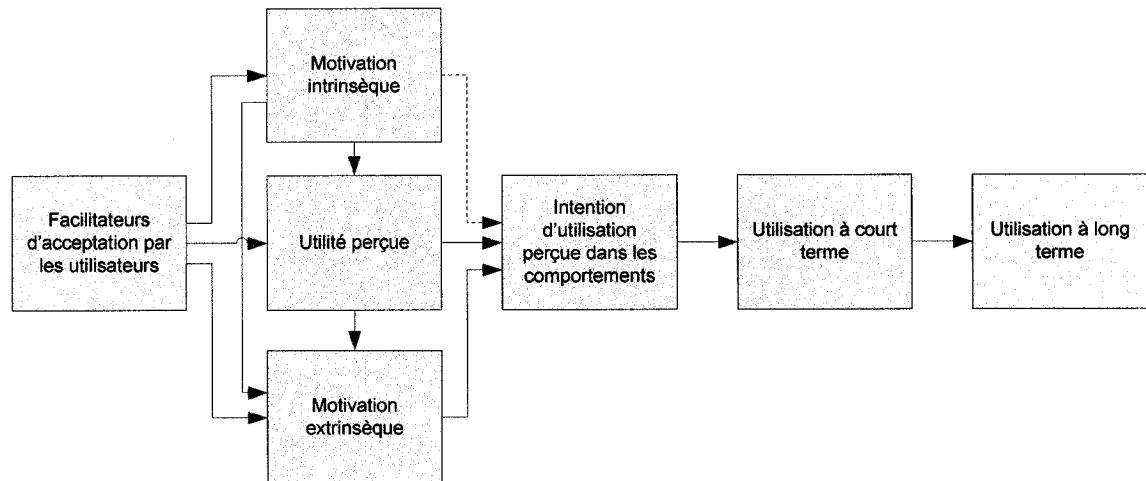 Motivation
intrinsèque
Facilitateurs
d'acceptation par
les utilisateurs
Utilité perçue
Intention
d'utilisation
perçue dans les
comportements
Utilisation à court
terme
Utilisation à long
terme
Motivation
extrinsèque